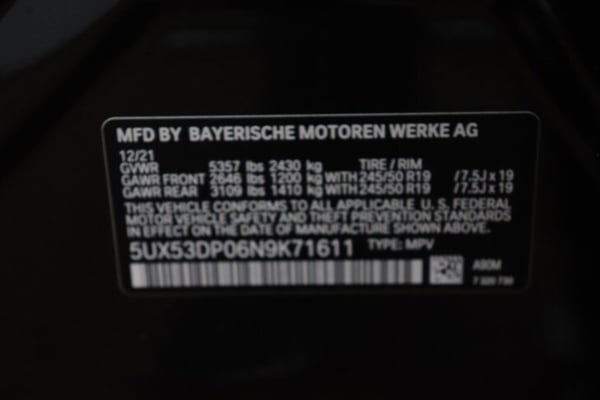 MFD BY BAYERISCHE MOTOREN WERKE AG
12/21
GVWR 5357 lbs 2430 kg TIRE / RIM
GAWR FRONT 2646 lbs 1200 kg WITH 245/50 R19 /7.5J x 19
GAWR REAR 3109 lbs 1410 kg WITH 245/50 R19 /7.5J x 19
THIS VEHICLE CONFORMS TO ALL APPLICABLE U.S. FEDERAL
MOTOR VEHICLE SAFETY AND THEFT PREVENTION STANDARDS
IN EFFECT ON THE DATE OF MANUFACTURE SHOWN ABOVE.
5UX53DP06N9K71611 TYPE: MPV
A90M
7 320 730